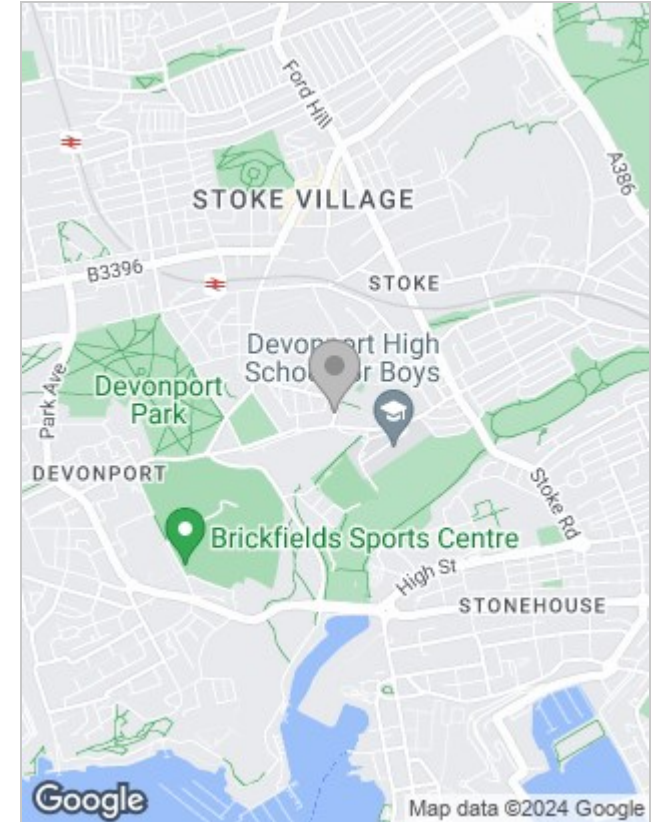 Ford Hill
A386
STOKE VILLAGE
B3396
STOKE
Devonport High
School for Boys
Devonport
Park
Park Ave
DEVONPORT
Stoke Rd
Brickfields Sports Centre
High St
STONEHOUSE
Google
Map data ©2024 Google